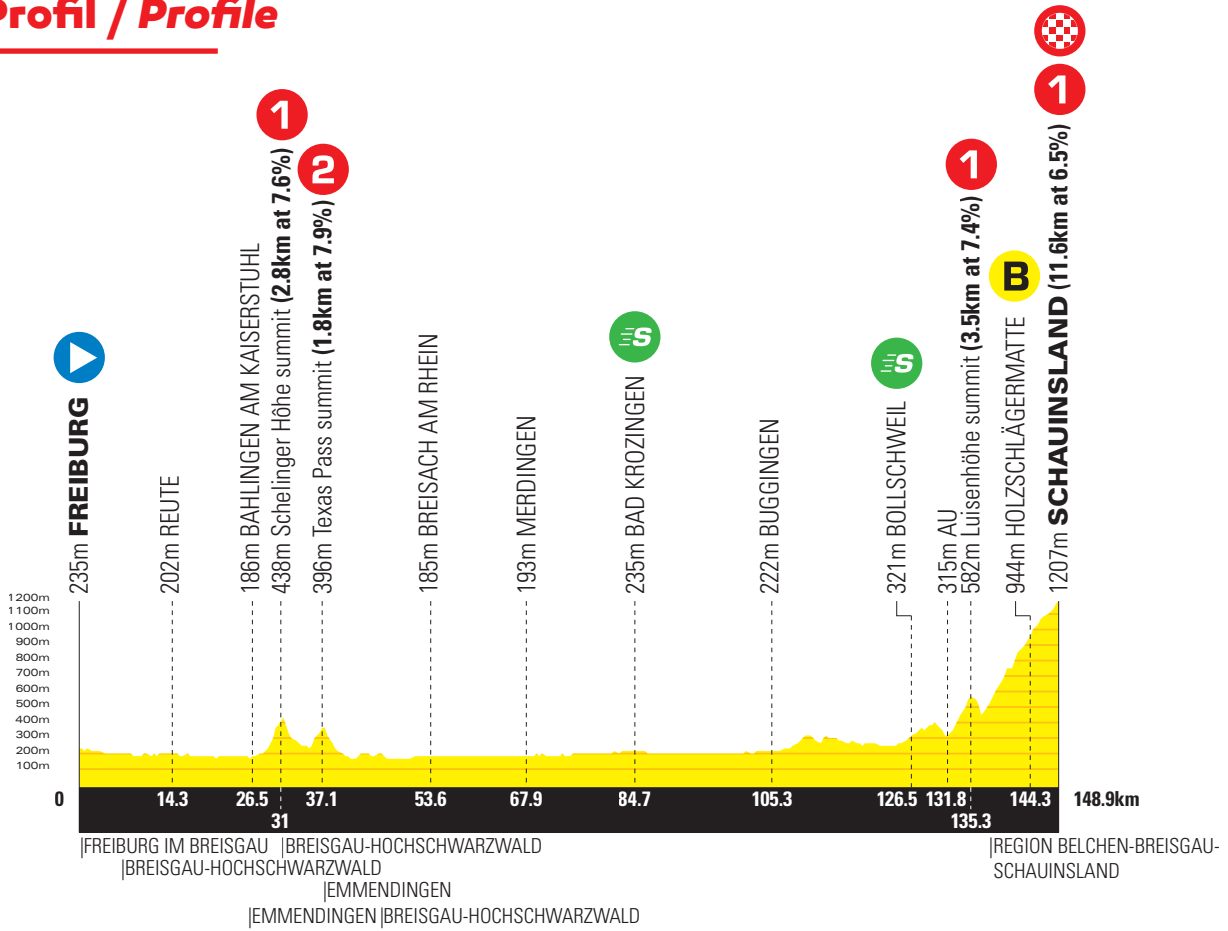 Profil / Profile
1
1
2
1
B
S
S
235m FREIBURG
202m REUTE
186m BAHLINGEN AM KAISERSTUHL
438m Schelinger Höhe summit (2.8km at 7.6%)
396m Texas Pass summit (1.8km at 7.9%)
185m BREISACH AM RHEIN
193m MERDINGEN
235m BAD KROZINGEN
222m BUGGINGEN
321m BOLLSCHWEIL
315m AU
582m Luisenhöhe summit (3.5km at 7.4%)
944m HOLZSCHLÄGERMATTE
1207m SCHAUINSLAND (11.6km at 6.5%)
1200m
1100m
1000m
900m
800m
700m
600m
500m
400m
300m
200m
100m
0 14.3 26.5 37.1 53.6 67.9 84.7 105.3 126.5 131.8 144.3 148.9km
31 135.3
|FREIBURG IM BREISGAU |BREISGAU-HOCHSCHWARZWALD |REGION BELCHEN-BREISGAU-
|BREISGAU-HOCHSCHWARZWALD SCHAUINSLAND
|EMMENDINGEN
|EMMENDINGEN |BREISGAU-HOCHSCHWARZWALD